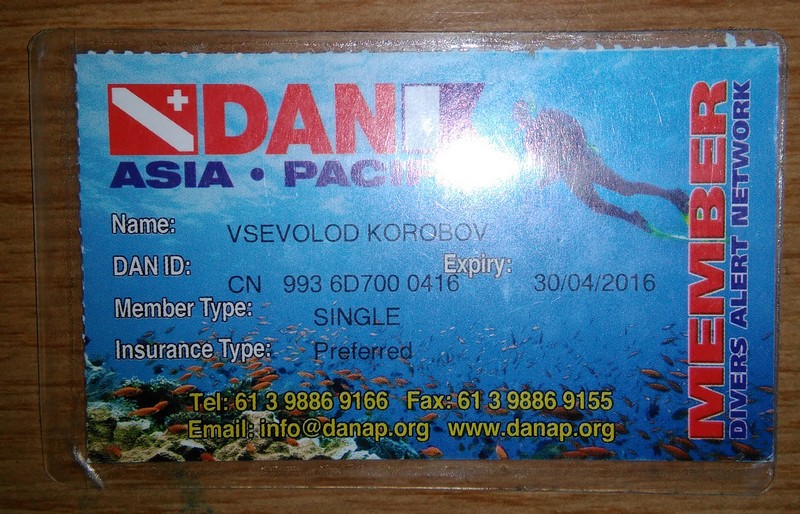 DAN
ASIA • PACIFIC
Name: VSEVOLOD KOROBOV
DAN ID: CN 993 6D700 0416 Expiry: 30/04/2016
Member Type: SINGLE
Insurance Type: Preferred
Tel: 61 3 9886 9166 Fax: 61 3 9886 9155
Email: info@danap.org www.danap.org
MEMBER
DIVERS ALERT NETWORK